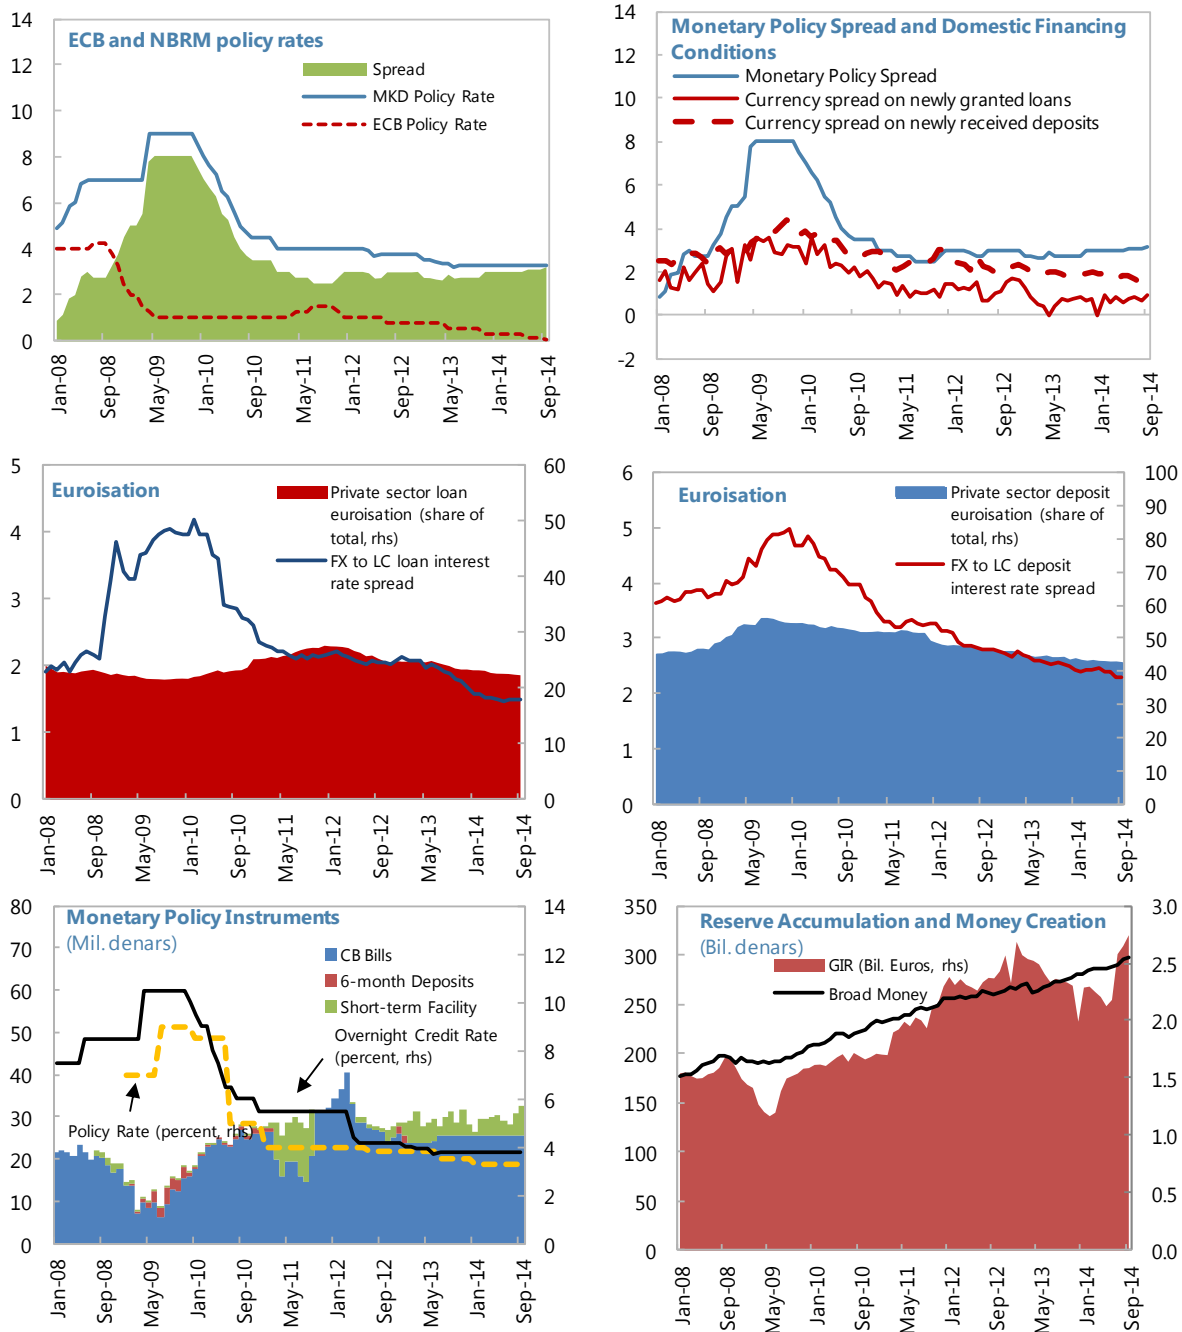 ECB and NBRM policy rates
Spread
MKD Policy Rate
ECB Policy Rate
14
12
10
8
6
4
2
0
Jan-08
Sep-08
May-09
Jan-10
Sep-10
May-11
Jan-12
Sep-12
May-13
Jan-14
Sep-14
Monetary Policy Spread and Domestic Financing
Conditions
Monetary Policy Spread
Currency spread on newly granted loans
Currency spread on newly received deposits
14
12
10
8
6
4
2
0
-2
Jan-08
Sep-08
May-09
Jan-10
Sep-10
May-11
Jan-12
Sep-12
May-13
Jan-14
Sep-14
Euroisation
Private sector loan
euroisation (share of
total, rhs)
FX to LC loan interest
rate spread
5
4
3
2
1
0
60
50
40
30
20
10
0
Jan-08
Sep-08
May-09
Jan-10
Sep-10
May-11
Jan-12
Sep-12
May-13
Jan-14
Sep-14
Euroisation
Private sector deposit
euroisation (share of
total, rhs)
FX to LC deposit
interest rate spread
6
5
4
3
2
1
0
100
90
80
70
60
50
40
30
20
10
0
Jan-08
Sep-08
May-09
Jan-10
Sep-10
May-11
Jan-12
Sep-12
May-13
Jan-14
Sep-14
Monetary Policy Instruments
(Mil. denars)
CB Bills
6-month Deposits
Short-term Facility
Overnight Credit Rate
(percent, rhs)
Policy Rate (percent, rhs)
80
70
60
50
40
30
20
10
0
14
12
10
8
6
4
2
0
Jan-08
Sep-08
May-09
Jan-10
Sep-10
May-11
Jan-12
Sep-12
May-13
Jan-14
Sep-14
Reserve Accumulation and Money Creation
(Bil. denars)
GIR (Bil. Euros, rhs)
Broad Money
350
300
250
200
150
100
50
0
3.0
2.5
2.0
1.5
1.0
0.5
0.0
Jan-08
Sep-08
May-09
Jan-10
Sep-10
May-11
Jan-12
Sep-12
May-13
Jan-14
Sep-14